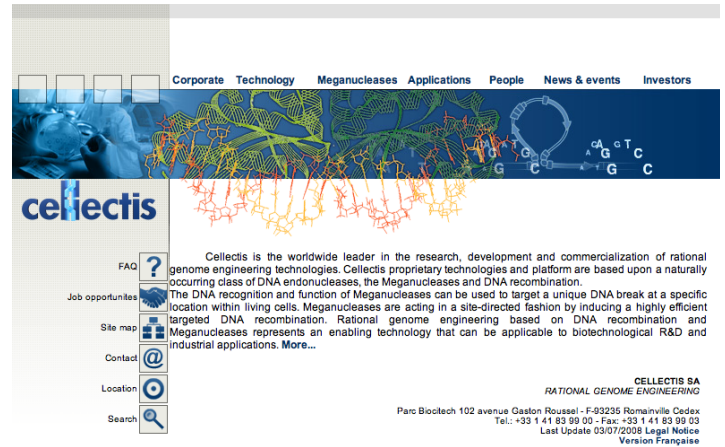 Corporate Technology Meganucleases Applications People News & events Investors
A G A T G C G C A C A G G T C G C
cellectis
FAQ
Job opportunites
Site map
Contact
Location
Search
Cellectis is the worldwide leader in the research, development and commercialization of rational
genome engineering technologies. Cellectis proprietary technologies and platform are based upon a naturally
occurring class of DNA endonucleases, the Meganucleases and DNA recombination.
The DNA recognition and function of Meganucleases can be used to target a unique DNA break at a specific
location within living cells. Meganucleases are acting in a site-directed fashion by inducing a highly efficient
targeted DNA recombination. Rational genome engineering based on DNA recombination and
Meganucleases represents an enabling technology that can be applicable to biotechnological R&D and
industrial applications. More...
CELLECTIS SA
RATIONAL GENOME ENGINEERING
Parc Biocitech 102 avenue Gaston Roussel - F-93235 Romainville Cedex
Tel.: +33 1 41 83 99 00 - Fax: +33 1 41 83 99 03
Last Update 03/07/2008 Legal Notice
Version Française